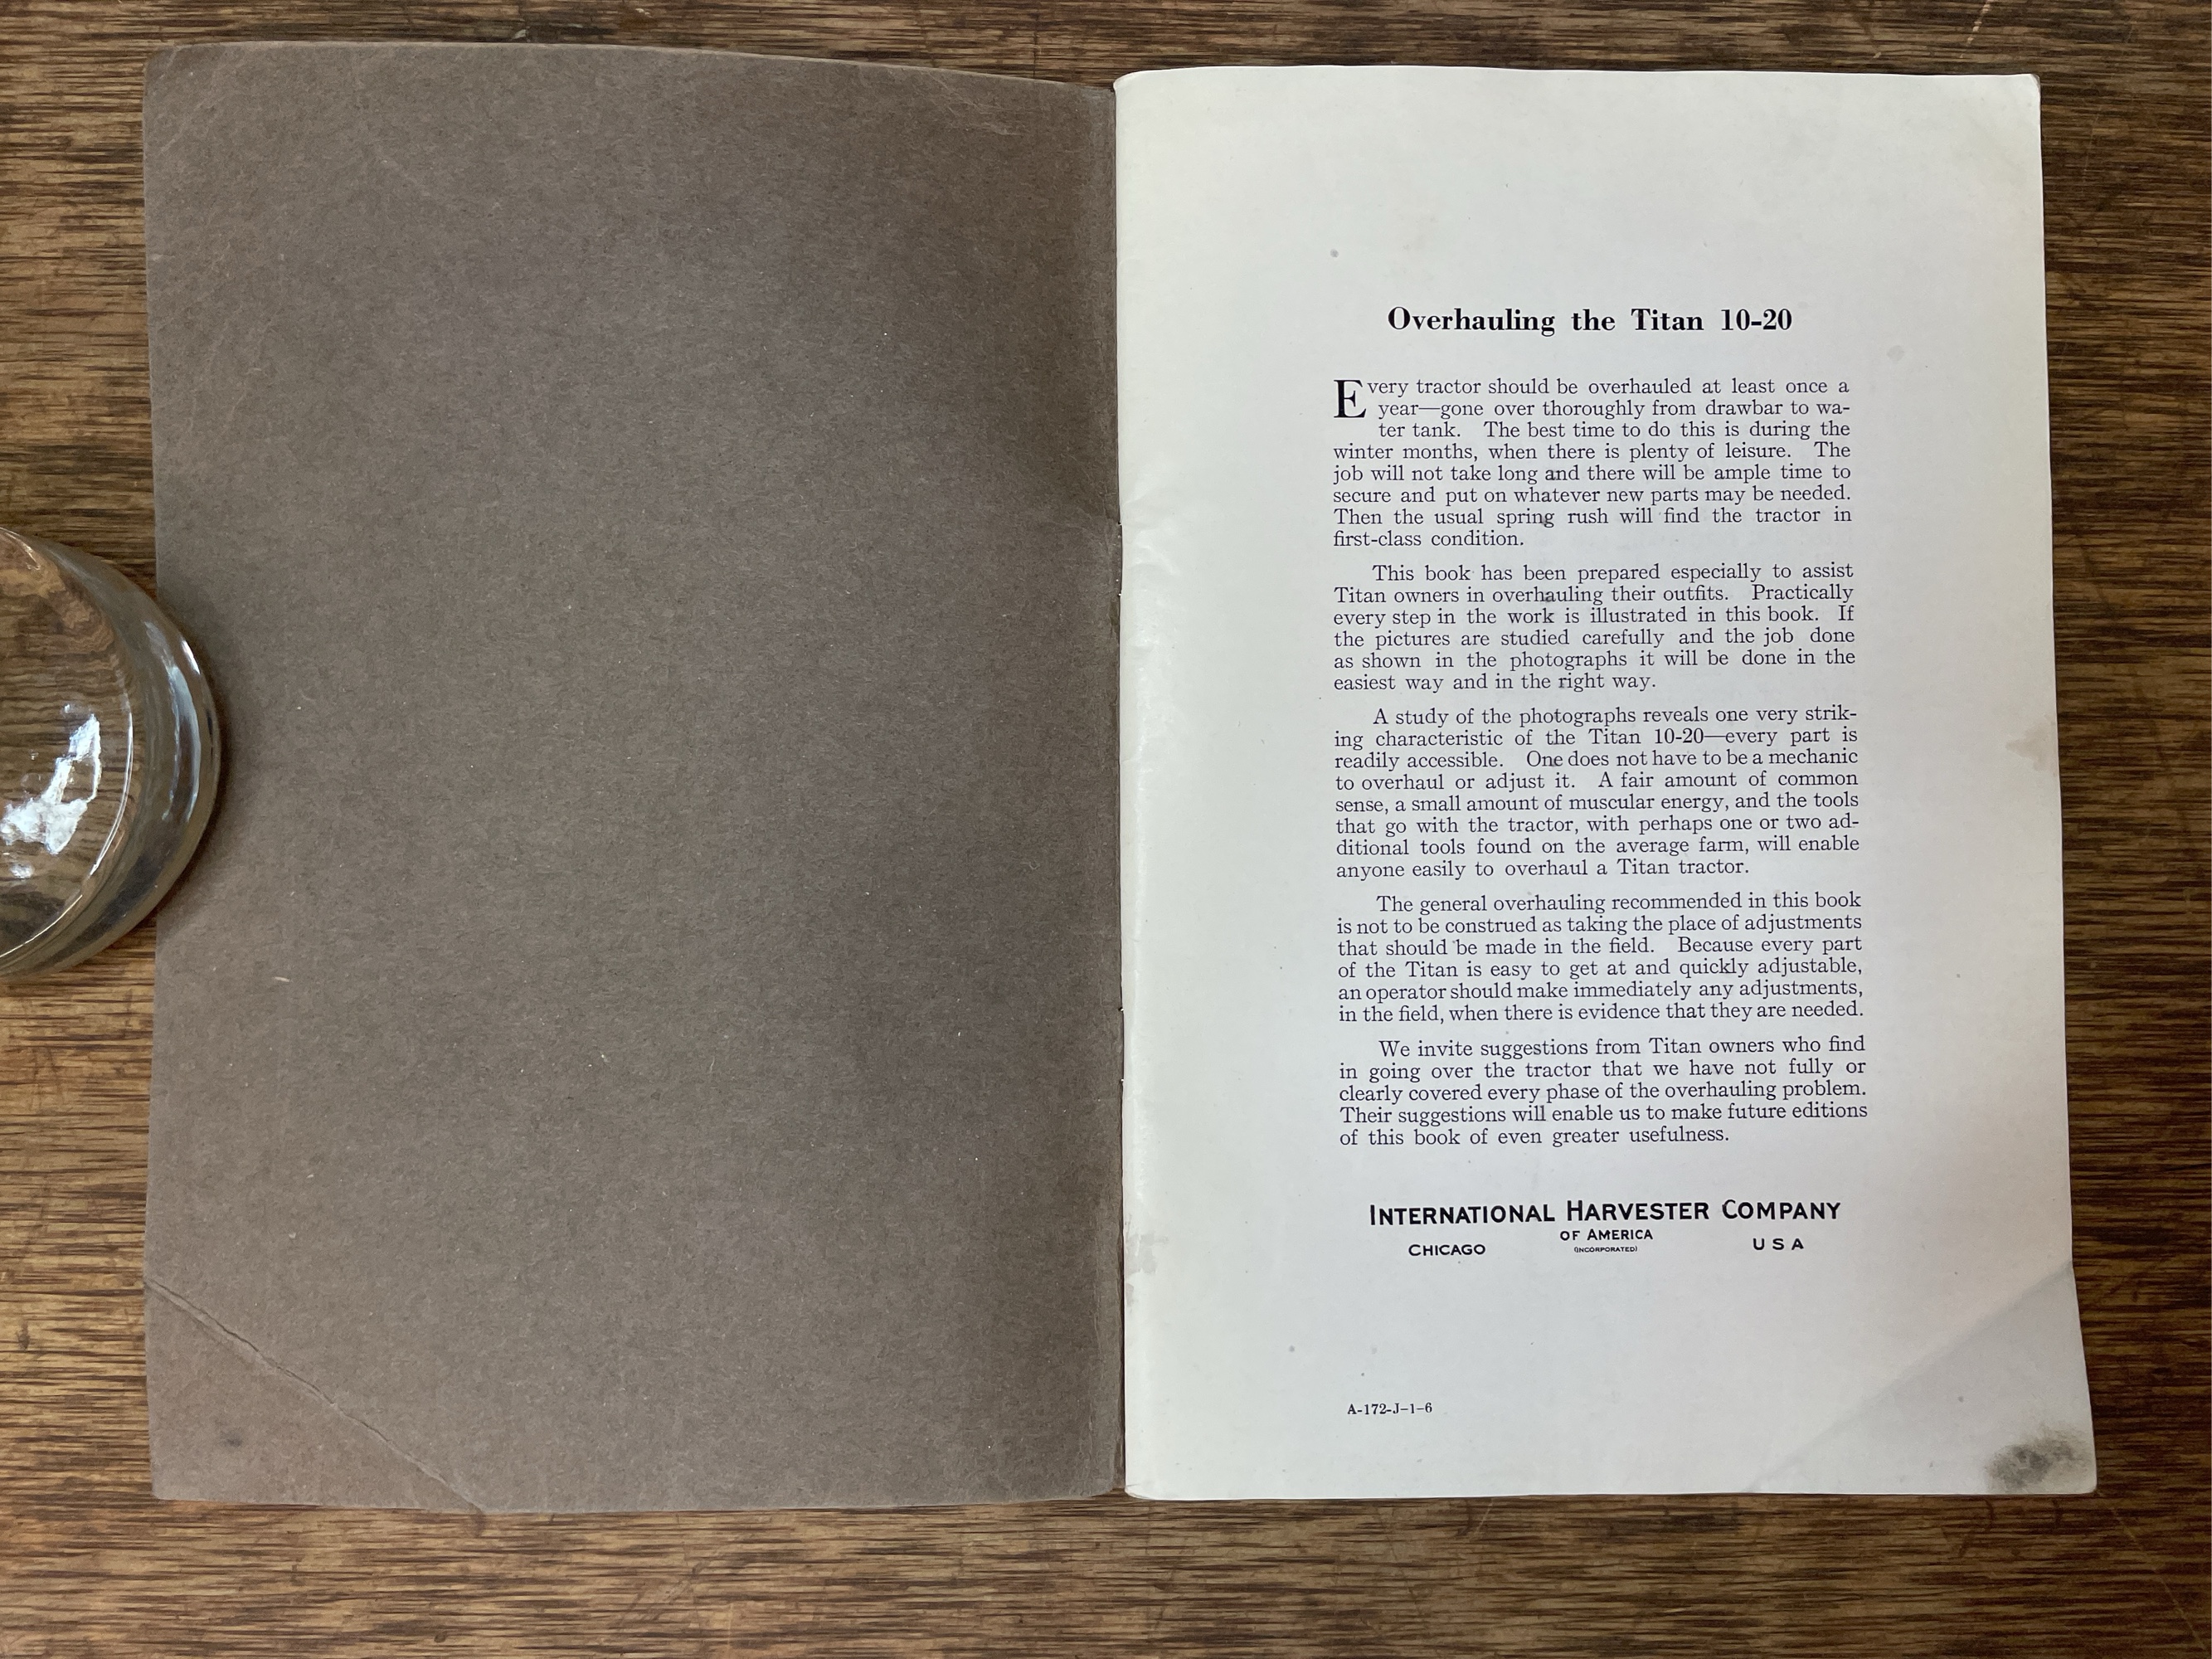 Overhauling the Titan 10-20
Every tractor should be overhauled at least once a
year—gone over thoroughly from drawbar to wa-
ter tank. The best time to do this is during the
winter months, when there is plenty of leisure. The
job will not take long and there will be ample time to
secure and put on whatever new parts may be needed.
Then the usual spring rush will find the tractor in
first-class condition.
This book has been prepared especially to assist
Titan owners in overhauling their outfits. Practically
every step in the work is illustrated in this book. If
the pictures are studied carefully and the job done
as shown in the photographs it will be done in the
easiest way and in the right way.
A study of the photographs reveals one very strik-
ing characteristic of the Titan 10-20—every part is
readily accessible. One does not have to be a mechanic
to overhaul or adjust it. A fair amount of common
sense, a small amount of muscular energy, and the tools
that go with the tractor, with perhaps one or two ad-
ditional tools found on the average farm, will enable
anyone easily to overhaul a Titan tractor.
The general overhauling recommended in this book
is not to be construed as taking the place of adjustments
that should be made in the field. Because every part
of the Titan is easy to get at and quickly adjustable,
an operator should make immediately any adjustments,
in the field, when there is evidence that they are needed.
We invite suggestions from Titan owners who find
in going over the tractor that we have not fully or
clearly covered every phase of the overhauling problem.
Their suggestions will enable us to make future editions
of this book of even greater usefulness.
INTERNATIONAL HARVESTER COMPANY
OF AMERICA
CHICAGO (INCORPORATED) U S A
A-172-J-1-6